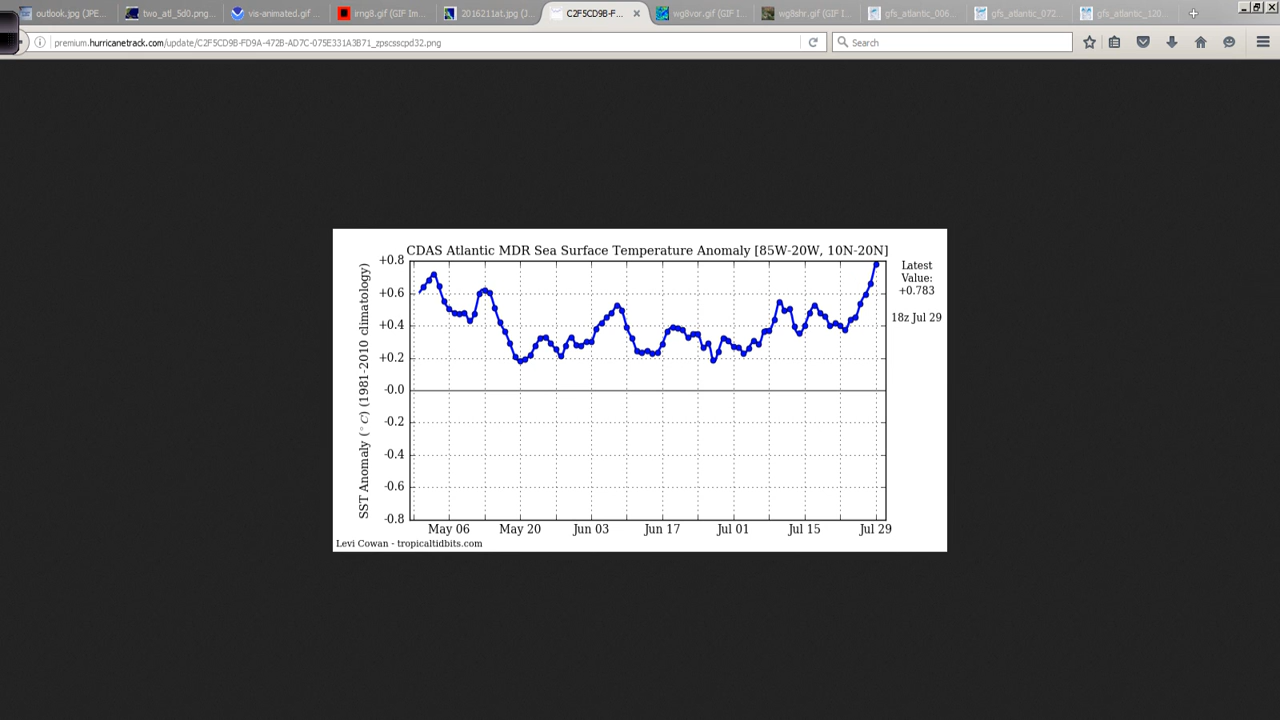 outlook.jpg (JPE...
two_atl_5d0.png...
vis-animated.gif ...
irng8.gif (GIF Im...
2016211at.jpg (J...
C2F5CD9B-F...
wg8vor.gif (GIF I...
wg8shr.gif (GIF I...
gfs_atlantic_006...
gfs_atlantic_072...
gfs_atlantic_120...
premium.hurricanetrack.com/update/C2F5CD9B-FD9A-472B-AD7C-075E331A3B71_zpscsscpd32.png
Search
CDAS Atlantic MDR Sea Surface Temperature Anomaly [85W-20W, 10N-20N]
SST Anomaly (°C) (1981-2010 climatology)
+0.8
+0.6
+0.4
+0.2
-0.0
-0.2
-0.4
-0.6
-0.8
May 06
May 20
Jun 03
Jun 17
Jul 01
Jul 15
Jul 29
Latest
Value:
+0.783
18z Jul 29
Levi Cowan - tropicaltidbits.com